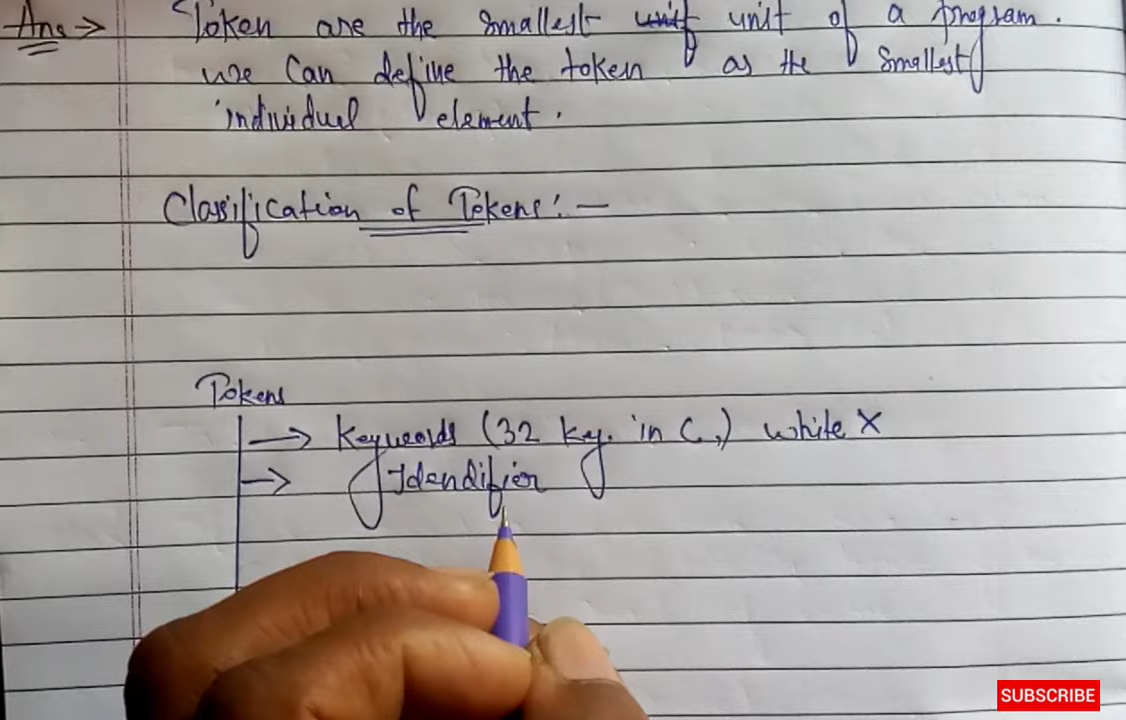 Ans → Token are the smallest unit unit of a program.
we can define the token as the smallest
individual element.
Classification of Tokens:-
Tokens
→ Keywords (32 key. in C,) while X
→ Idendifier
SUBSCRIBE